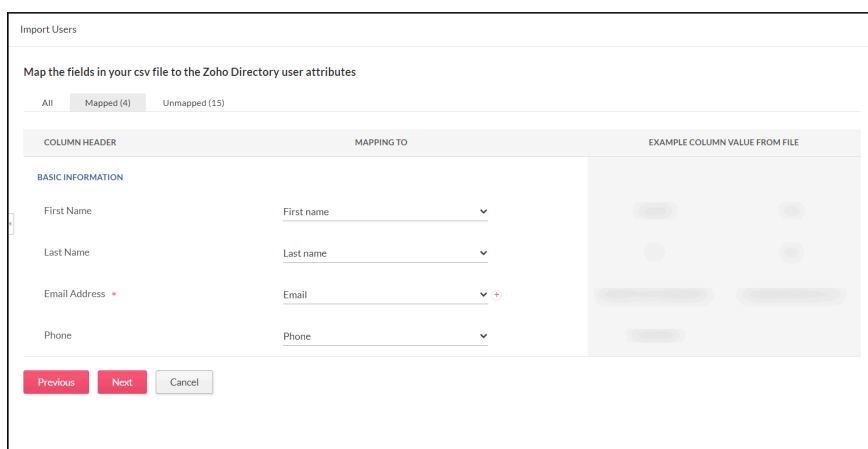 Import Users
Map the fields in your csv file to the Zoho Directory user attributes
All Mapped (4) Unmapped (15)
COLUMN HEADER MAPPING TO EXAMPLE COLUMN VALUE FROM FILE
BASIC INFORMATION
First Name First name
Last Name Last name
Email Address * Email +
Phone Phone
Previous Next Cancel